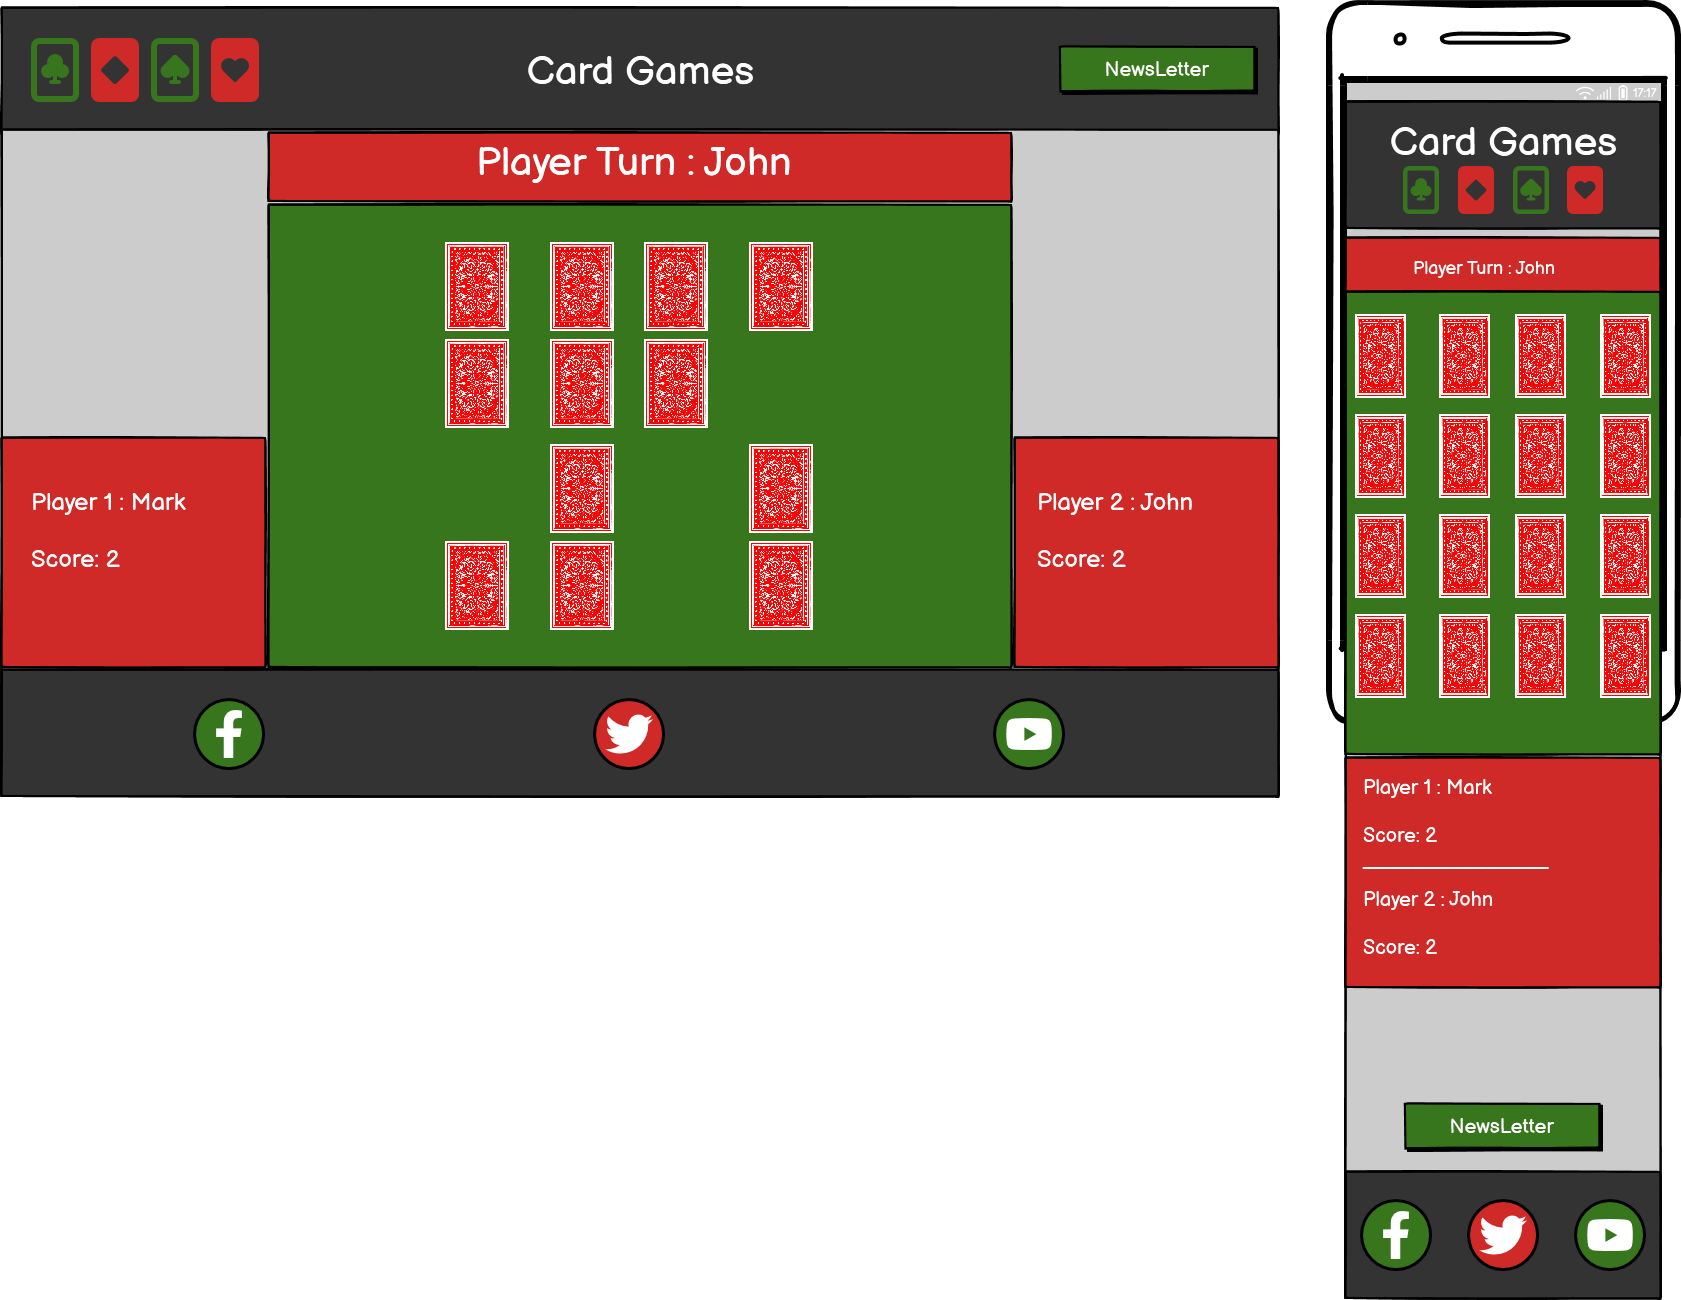 Card Games
NewsLetter
Player Turn : John
Player 1 : Mark
Score: 2
Player 2 : John
Score: 2
17:17
Card Games
Player Turn : John
Player 1 : Mark
Score: 2
Player 2 : John
Score: 2
NewsLetter